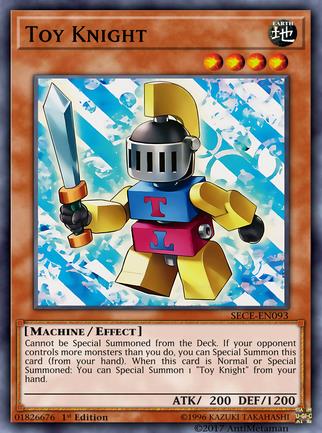 Toy Knight
EARTH
地
T
T L
SECE-EN093
[Machine / Effect]
Cannot be Special Summoned from the Deck. If your opponent
controls more monsters than you do, you can Special Summon this
card (from your hand). When this card is Normal or Special
Summoned: You can Special Summon 1 "Toy Knight" from
your hand.
ATK/ 200 DEF/1200
01826676 1st Edition ©1996 KAZUKI TAKAHASHI
©2017 AntiMetaman